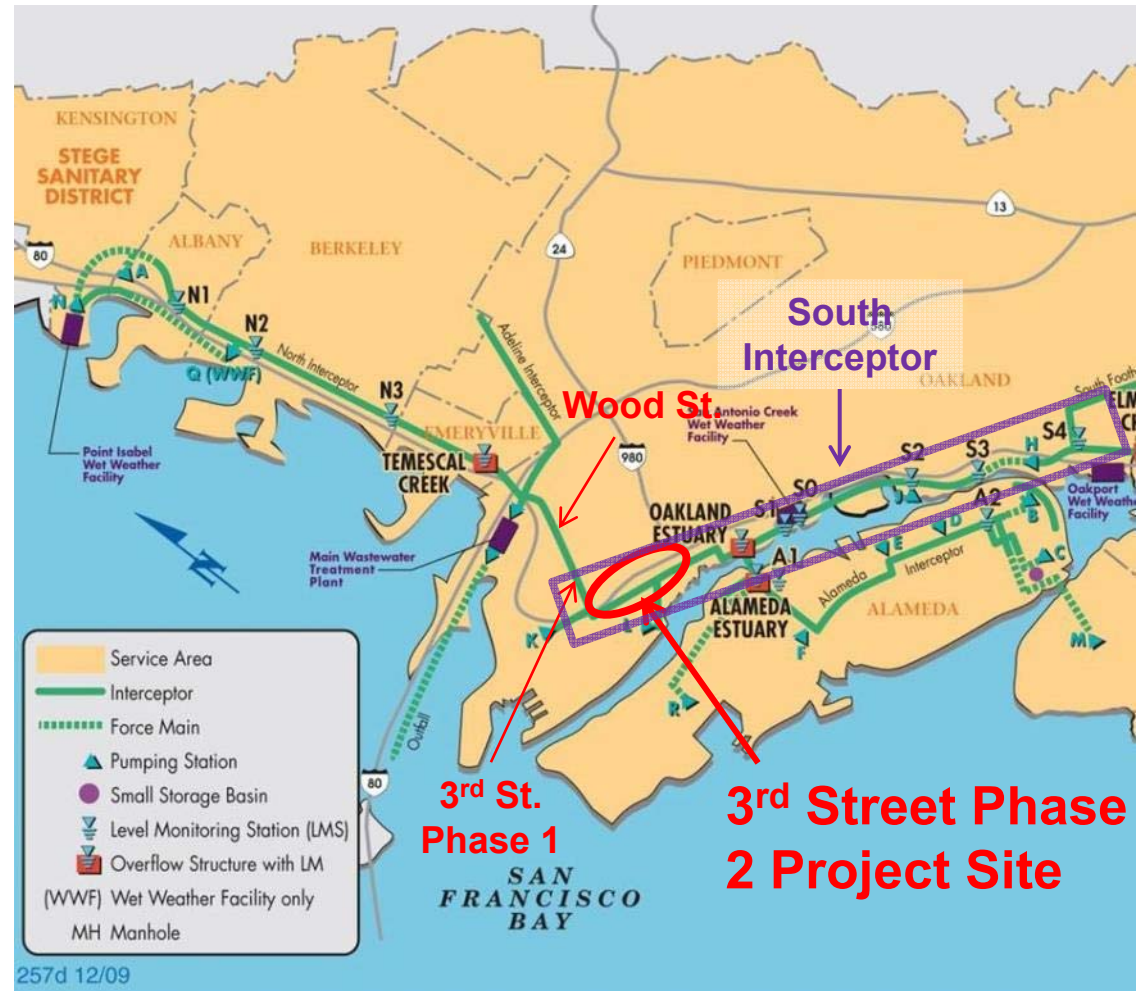 KENSINGTON
STEGE
SANITARY
DISTRICT
ALBANY
BERKELEY
80
A
N
N1
N2
Q (WWF)
North Interceptor
N3
Point Isabel
Wet Weather
Facility
EMERYVILLE
TEMESCAL
CREEK
Adeline Interceptor
24
13
PIEDMONT
South
Interceptor
580
OAKLAND
Wood St.
San Antonio Creek
Wet Weather
Facility
980
South Footh
ELM
S4
H
S3
S2
J
S0
S1
OAKLAND
ESTUARY
Oakport
Wet Weathe
Facility
A2
B
D
C
E
A1
Alameda
Interceptor
ALAMEDA
ALAMEDA
ESTUARY
F
M
R
K
L
N
Main Wastewater
Treatment
Plant
Outfall
80
3rd St.
Phase 1
3rd Street Phase
2 Project Site
SAN
FRANCISCO
BAY
Service Area
Interceptor
Force Main
Pumping Station
Small Storage Basin
Level Monitoring Station (LMS)
Overflow Structure with LM
(WWF) Wet Weather Facility only
MH Manhole
257d 12/09